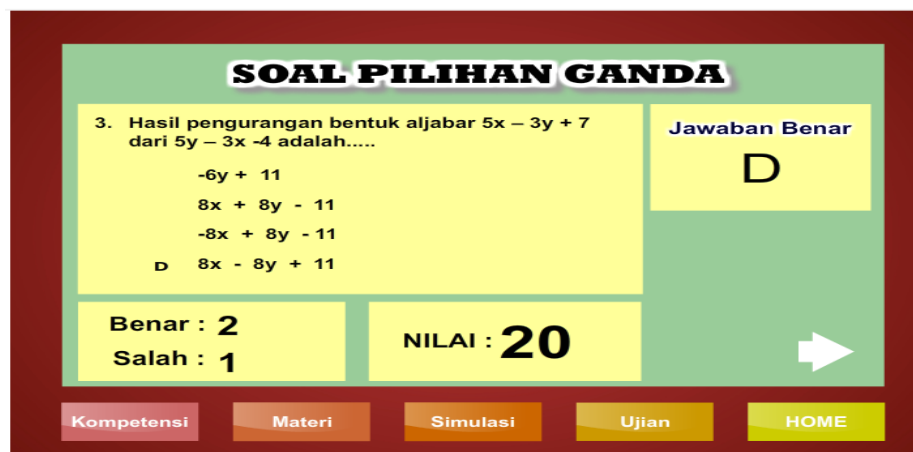 SOAL PILIHAN GANDA
3. Hasil pengurangan bentuk aljabar 5x – 3y + 7
dari 5y – 3x -4 adalah.....
-6y + 11
8x + 8y - 11
-8x + 8y - 11
D 8x - 8y + 11
Jawaban Benar
D
Benar : 2
Salah : 1
NILAI : 20
Kompetensi
Materi
Simulasi
Ujian
HOME